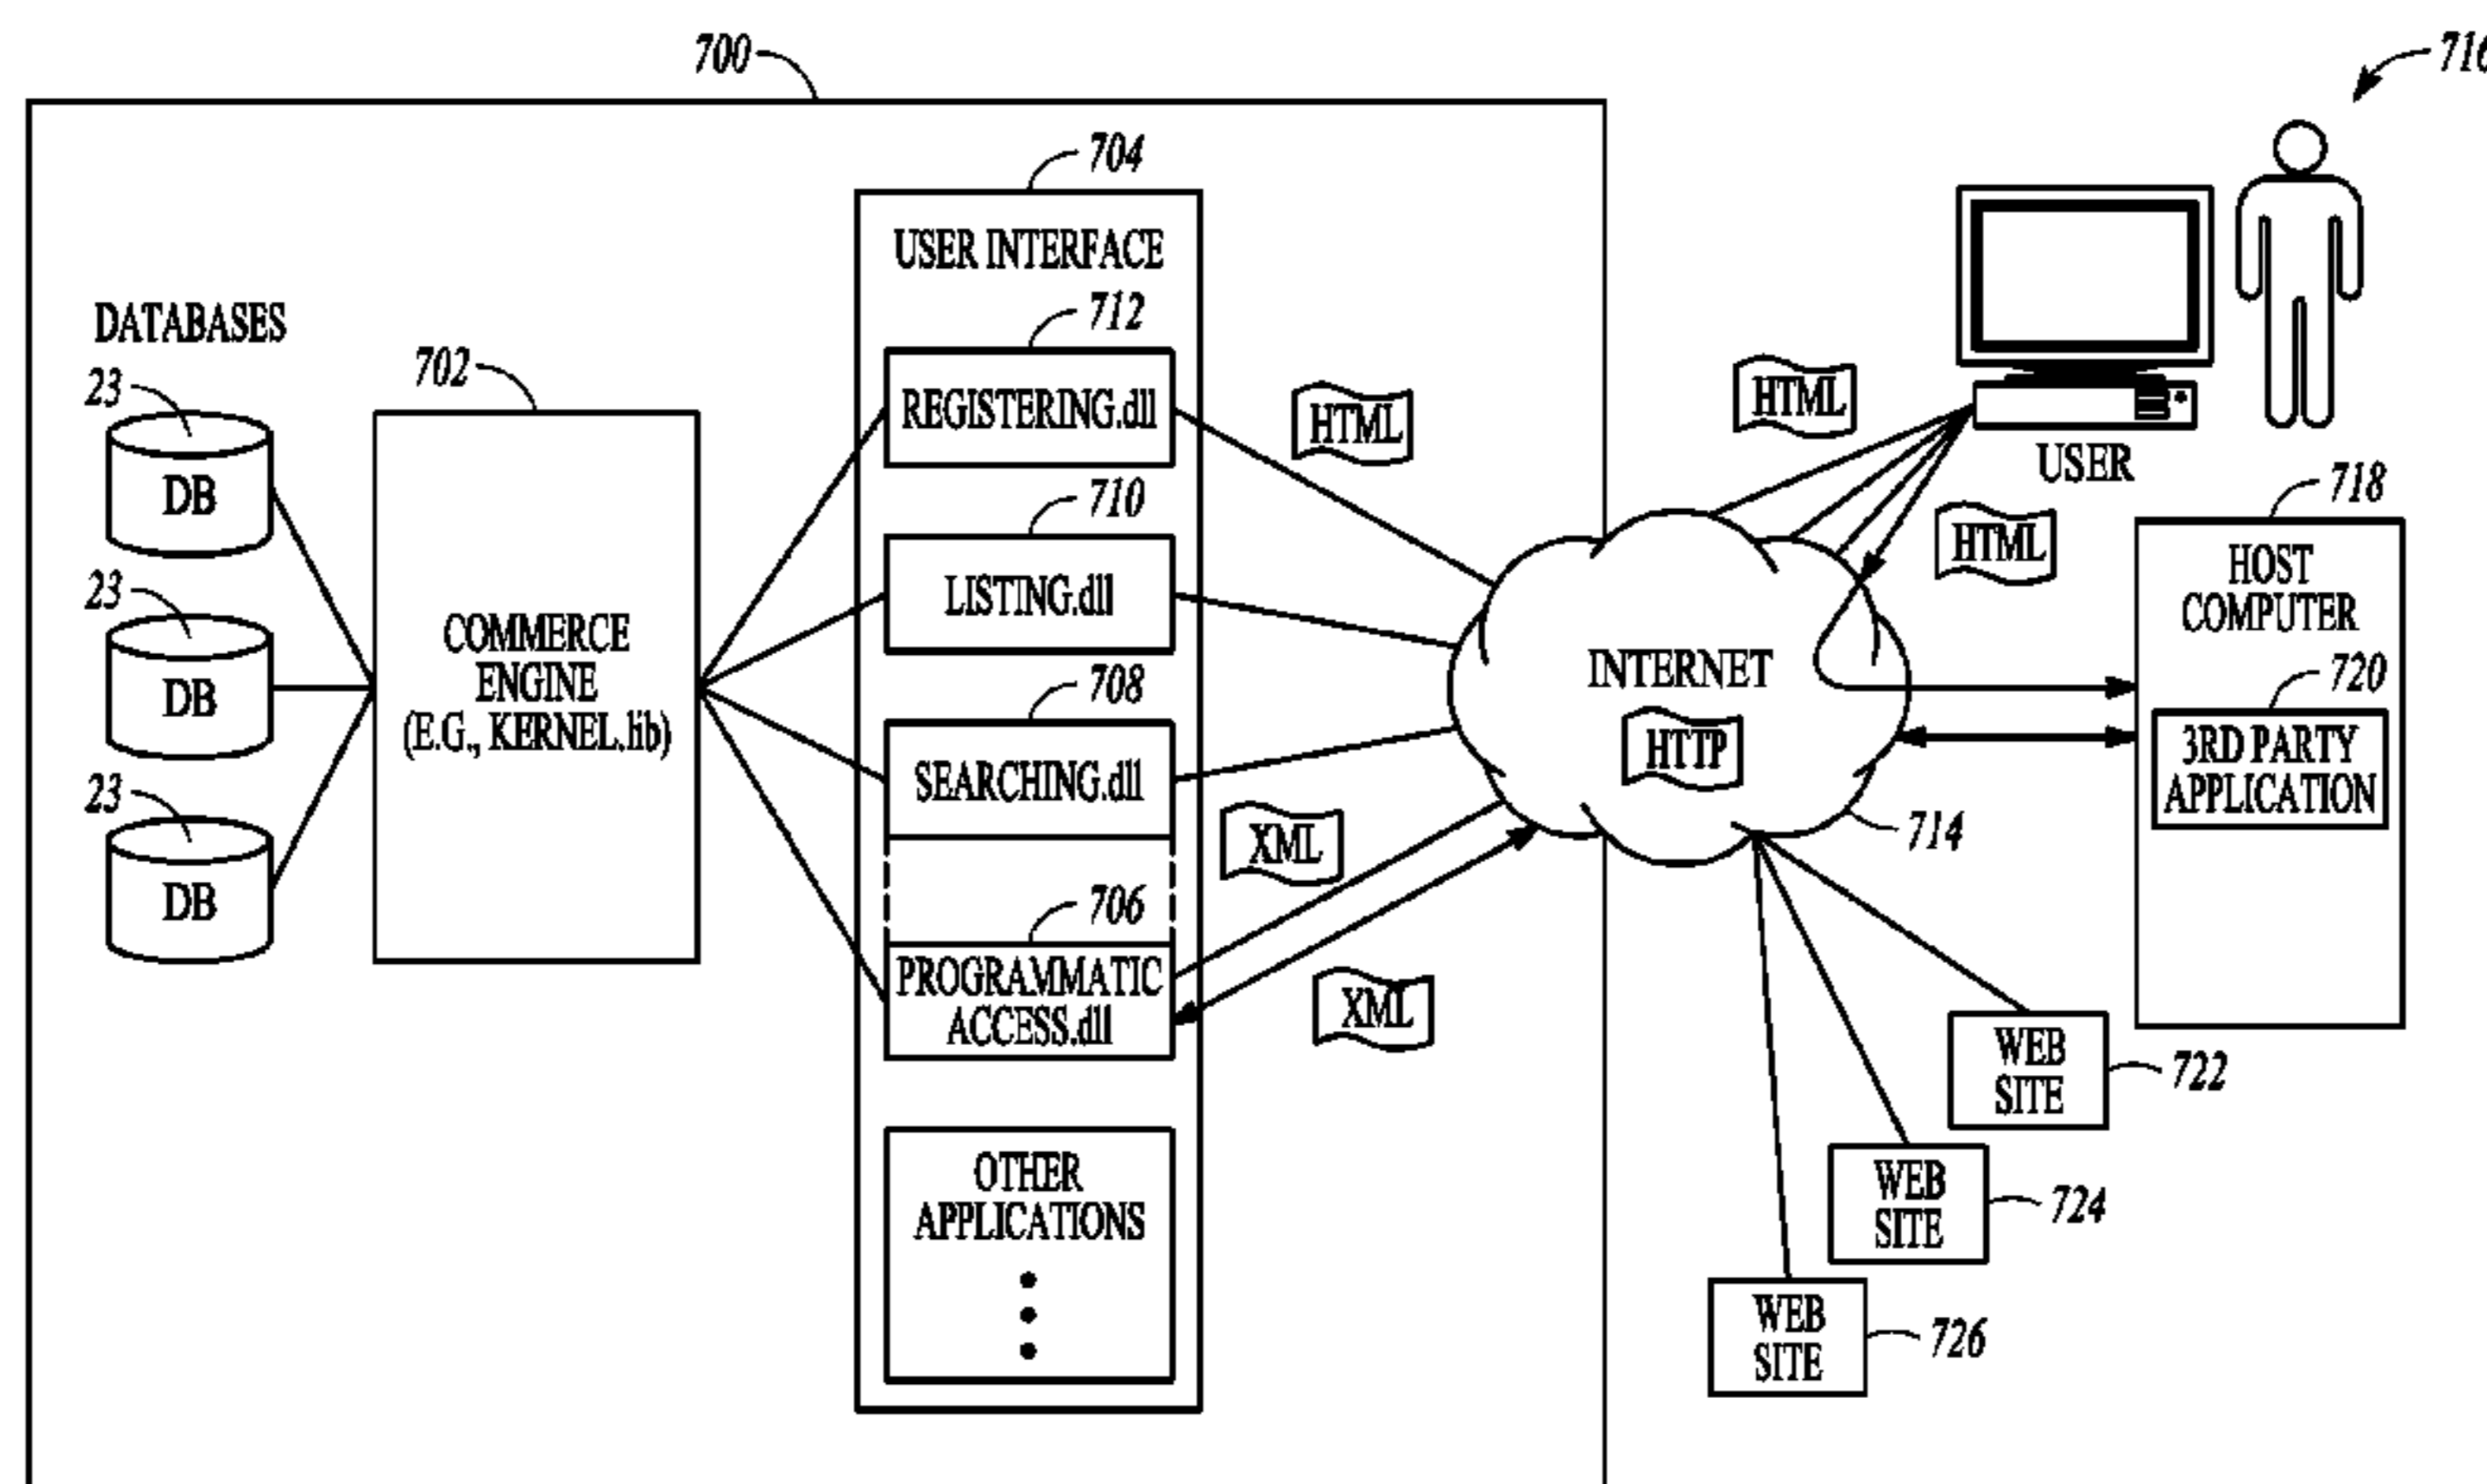 700
716
704
USER INTERFACE
712
REGISTERING.dll
710
LISTING.dll
708
SEARCHING.dll
706
PROGRAMMATIC
ACCESS.dll
OTHER
APPLICATIONS
DATABASES
23
DB
23
DB
23
DB
702
COMMERCE
ENGINE
(E.G., KERNEL.lib)
HTML
XML
XML
HTML
HTML
USER
INTERNET
HTTP
714
718
HOST
COMPUTER
720
3RD PARTY
APPLICATION
WEB
SITE
722
WEB
SITE
724
WEB
SITE
726